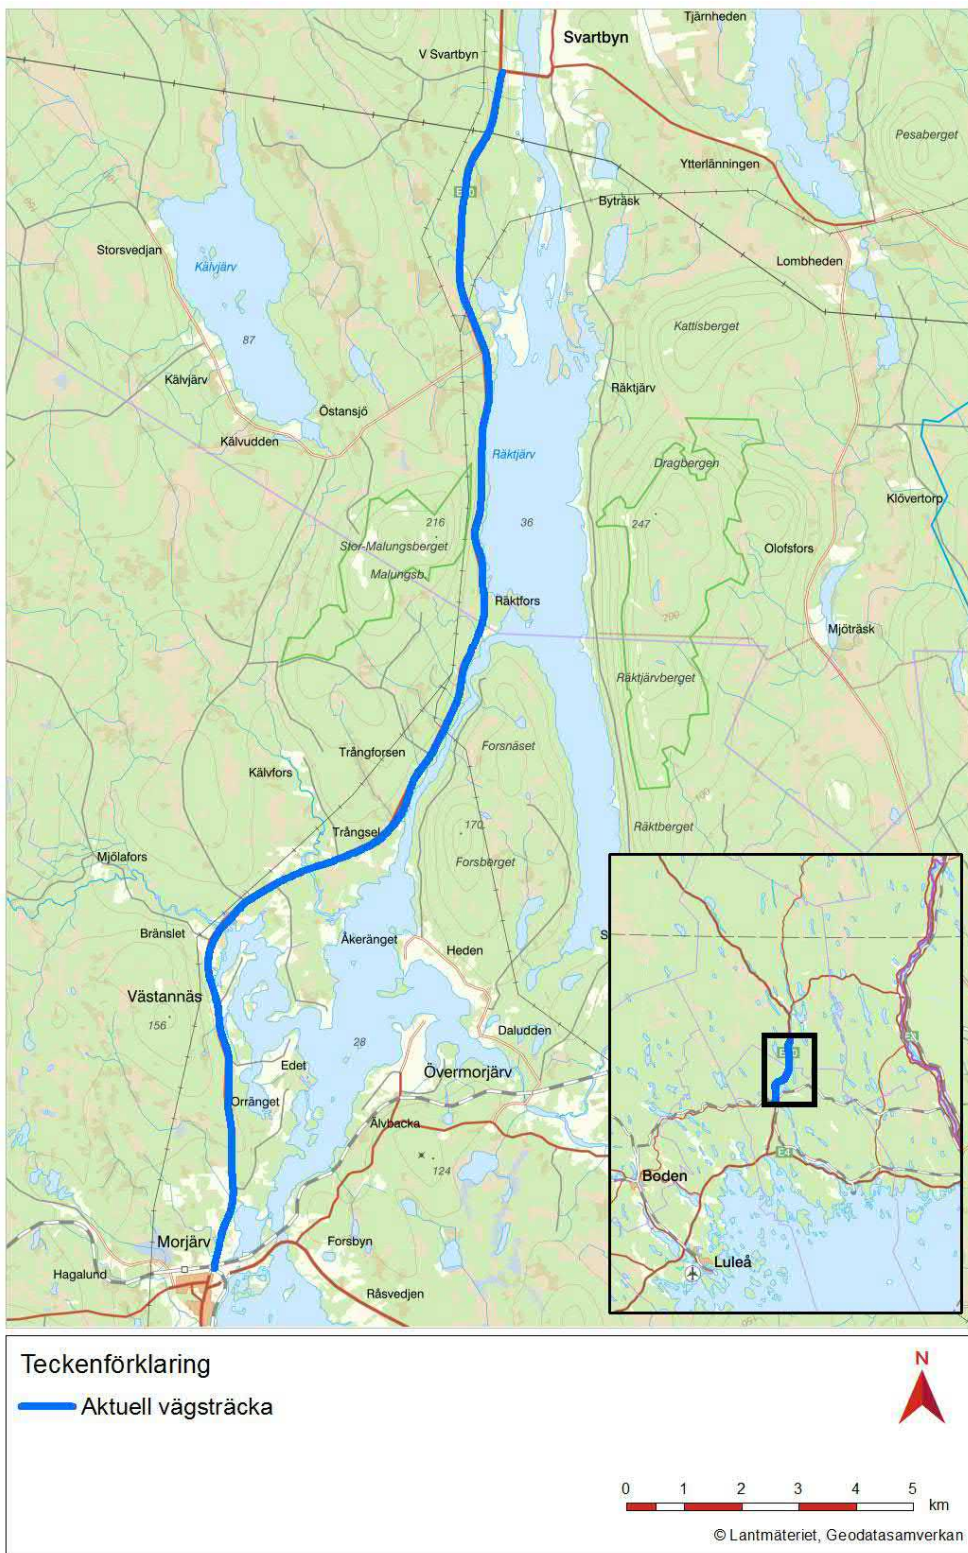 Tjärnheden
V Svartbyn
Svartbyn
Pesaberget
Ytterlänningen
Byträsk
Storsvedjan
Lombheden
Kälvjärv
Kattisberget
87
Kälvjärv
Räktjärv
Östansjö
Kälvudden
Räktjärv
Dragbergen
Klövertorp
216
36
247
Stor-Malungsberget
Olofsfors
Malungsb.
Räktfors
200
Mjöträsk
Räktjärvberget
Forsnäset
Trångforsen
Kälvfors
100
170
Räktberget
Trångsel
Forsberget
Mjölafors
Bränslet
Åkeränget
Heden
Västannäs
156
Daludden
28
Edet
Övermorjärv
Orränget
Älvbacka
124
Morjärv
Forsbyn
Hagalund
Råsvedjen
E4
Boden
Luleå
Teckenförklaring
Aktuell vägsträcka
N
0 1 2 3 4 5
km
© Lantmäteriet, Geodatasamverkan